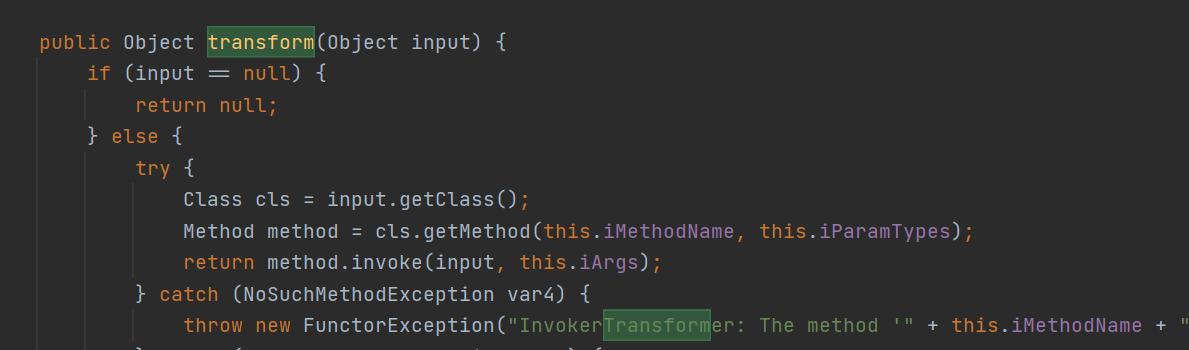 public Object transform(Object input) {
if (input == null) {
return null;
} else {
try {
Class cls = input.getClass();
Method method = cls.getMethod(this.iMethodName, this.iParamTypes);
return method.invoke(input, this.iArgs);
} catch (NoSuchMethodException var4) {
throw new FunctorException("InvokerTransformer: The method '" + this.iMethodName + "